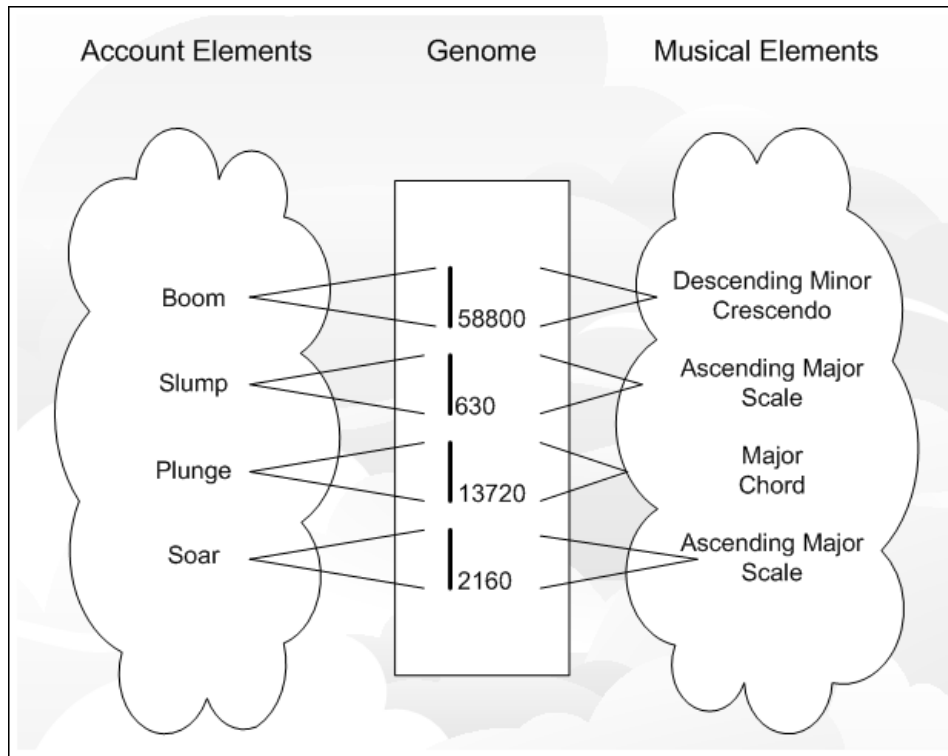 Account Elements
Genome
Musical Elements
Boom
58800
Descending Minor
Crescendo
Slump
630
Ascending Major
Scale
Plunge
13720
Major
Chord
Soar
2160
Ascending Major
Scale